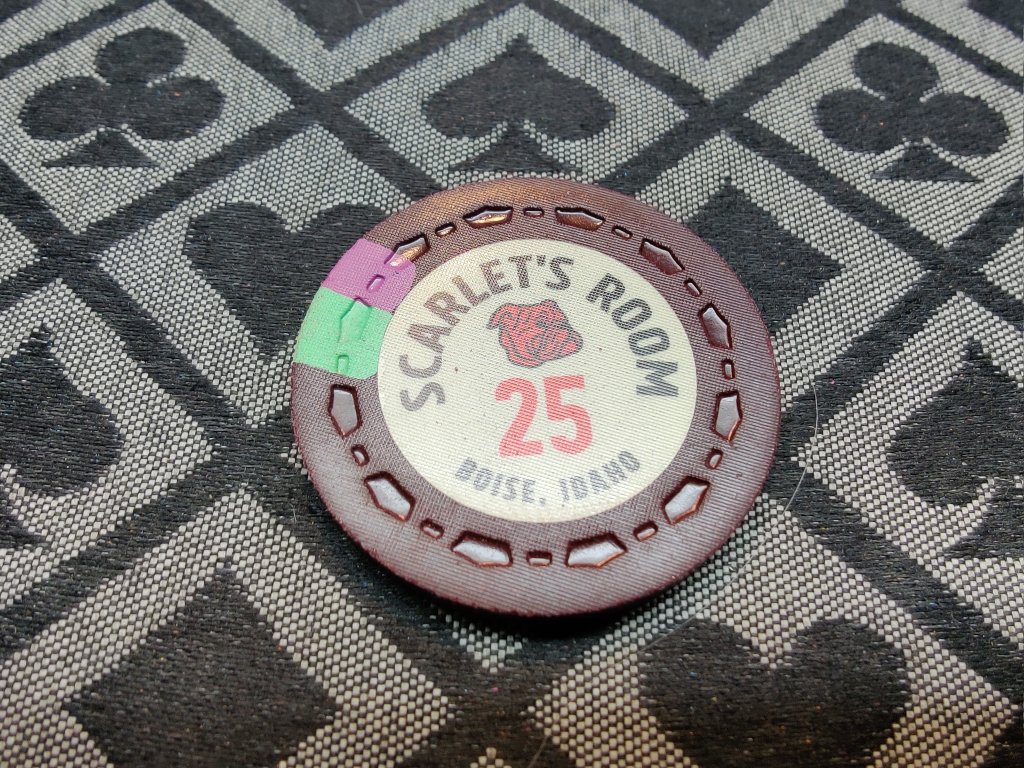 SCARLET'S ROOM
25
BOISE, IDAHO